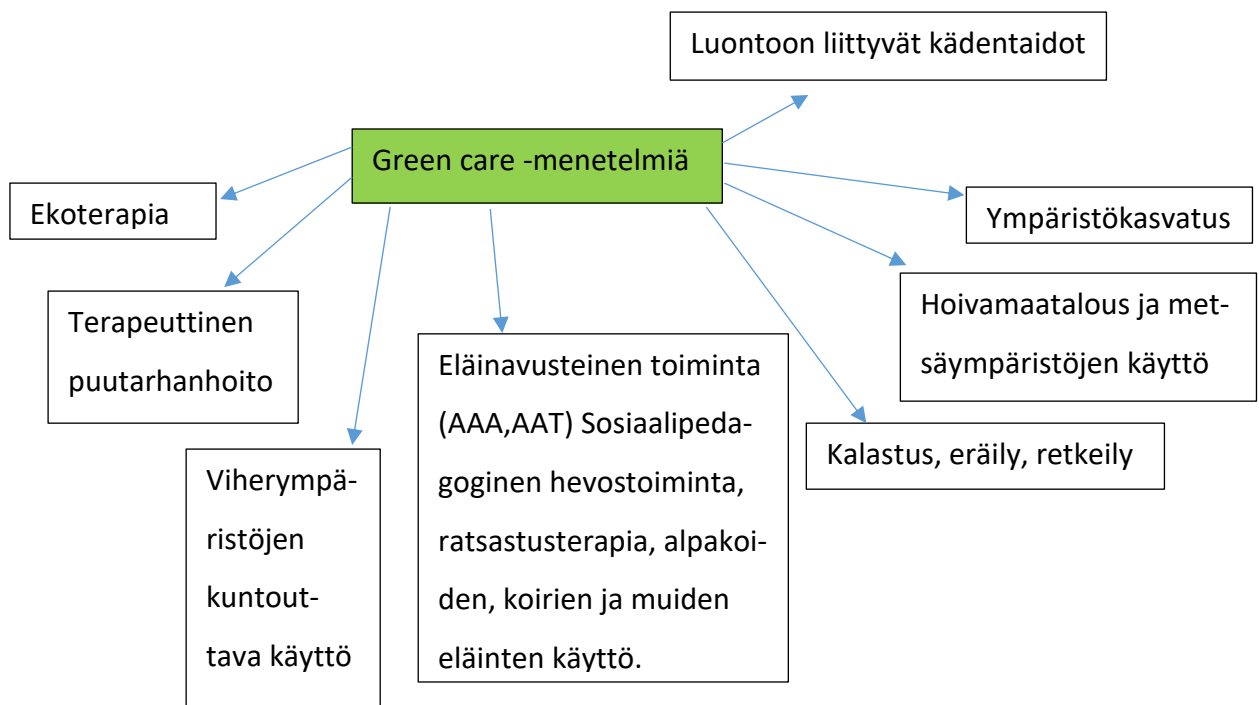 Luontoon liittyvät kädentaidot
Green care -menetelmiä
Ekoterapia
Ympäristökasvatus
Terapeuttinen
puutarhanhoito
Hoivamaatalous ja met-
säympäristöjen käyttö
Eläinavusteinen toiminta
(AAA,AAT) Sosiaalipeda-
goginen hevostoiminta,
ratsastusterapia, alpakoi-
den, koirien ja muiden
eläinten käyttö.
Kalastus, eräily, retkeily
Viherympä-
ristöjen
kuntout-
tava käyttö